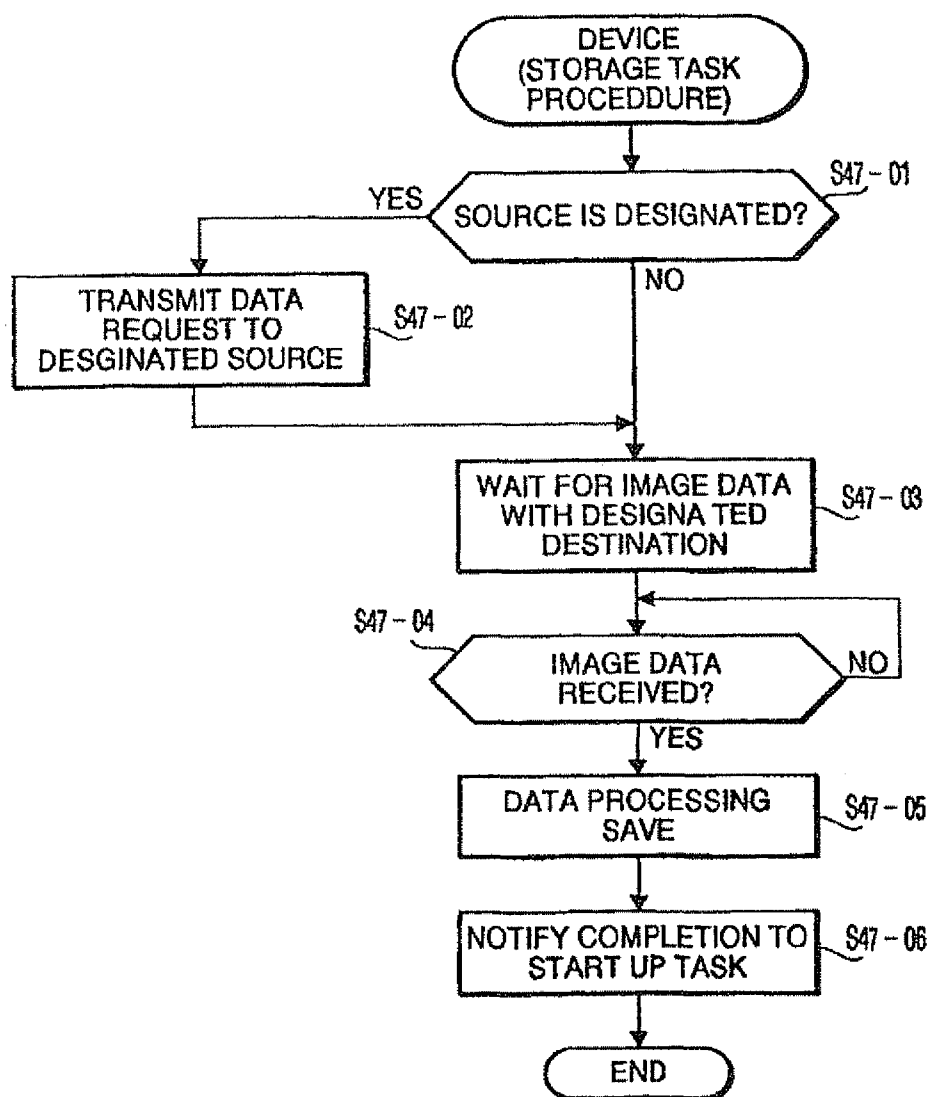 DEVICE
(STORAGE TASK
PROCEDDURE)
S47-01
YES
SOURCE IS DESIGNATED?
NO
TRANSMIT DATA
REQUEST TO
DESGINATED SOURCE
S47-02
WAIT FOR IMAGE DATA
WITH DESIGNA TED
DESTINATION
S47-03
S47-04
IMAGE DATA
RECEIVED?
NO
YES
DATA PROCESSING
SAVE
S47-05
NOTIFY COMPLETION TO
START UP TASK
S47-06
END